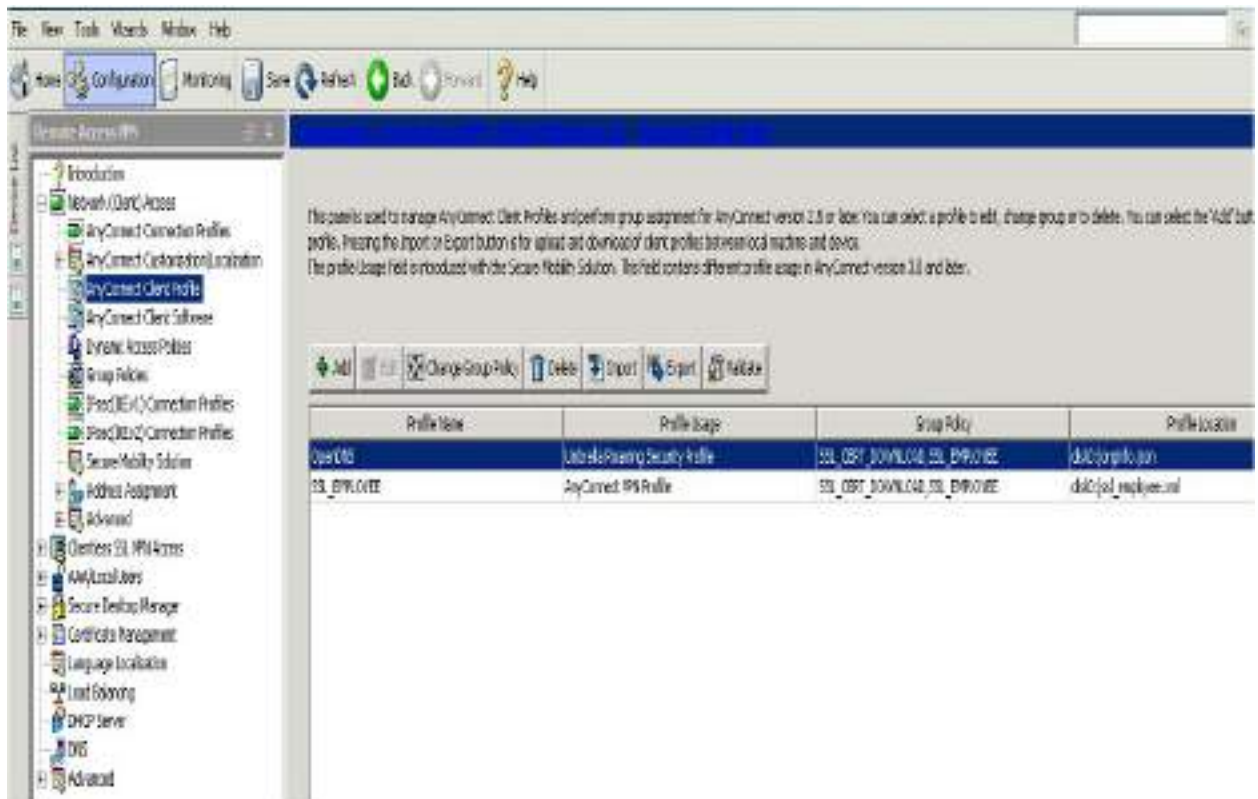 File View Tools Wizards Window Help
Home Configuration Monitoring Save Refresh Back Forward Help
Remote Access VPN
Device List
Introduction
Network (Client) Access
AnyConnect Connection Profiles
AnyConnect Customization/Localization
AnyConnect Client Profile
AnyConnect Client Software
Dynamic Access Policies
Group Policies
IPsec(IKEv1) Connection Profiles
IPsec(IKEv2) Connection Profiles
Secure Mobility Solution
Address Assignment
Advanced
Clientless SSL VPN Access
AAA/Local Users
Secure Desktop Manager
Certificate Management
Language Localization
Load Balancing
DHCP Server
DNS
Advanced
This panel is used to manage AnyConnect Client Profiles and perform group assignment for AnyConnect version 2.5 or later. You can select a profile to edit, change group or to delete. You can select the 'Add' but
profile. Pressing the Import or Export button is for upload and download of client profiles between local machine and device.
The profile Usage field is introduced with the Secure Mobility Solution. This field contains different profile usage in AnyConnect version 3.0 and later.
Add Edit Change Group Policy Delete Import Export Validate
Profile Name Profile Usage Group Policy Profile Location
OpenDNS Umbrella Roaming Security Profile SSL_CERT_DOWNLOAD,SSL_EMPLOYEE disk0:/orginfo.json
SSL_EMPLOYEE AnyConnect VPN Profile SSL_CERT_DOWNLOAD,SSL_EMPLOYEE disk0:/ssl_employee.xml